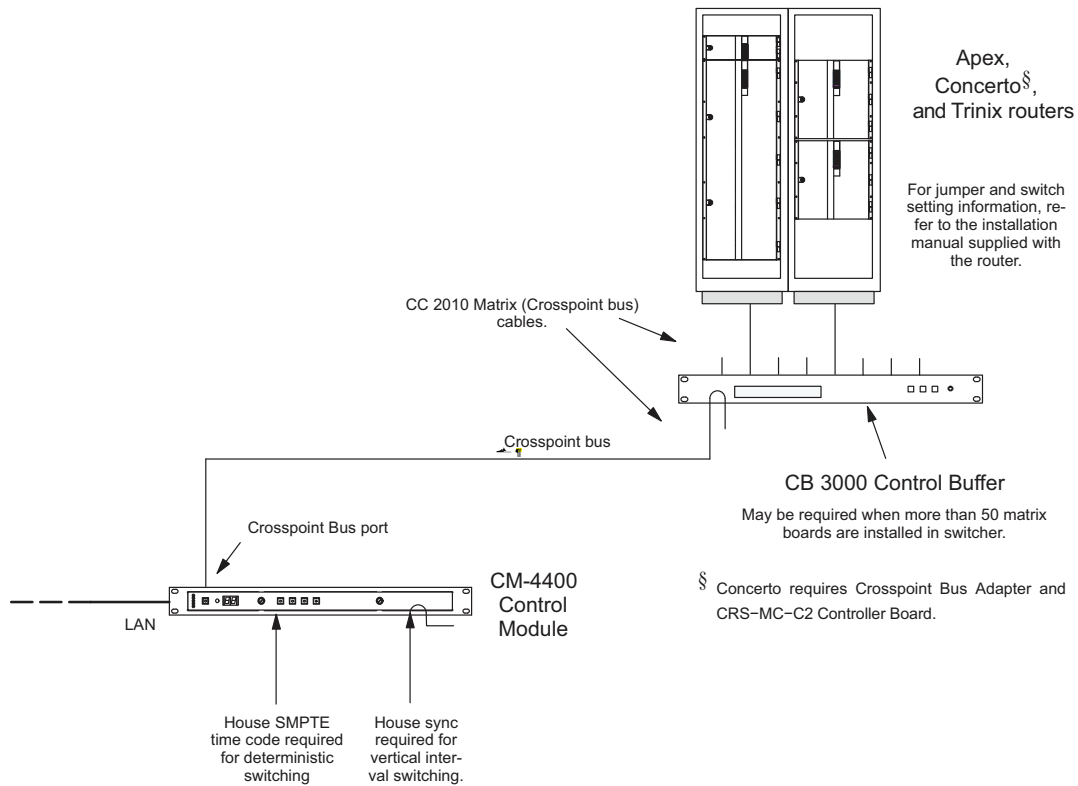 Apex,
Concerto§,
and Trinix routers
For jumper and switch
setting information, re-
fer to the installation
manual supplied with
the router.
CC 2010 Matrix (Crosspoint bus)
cables.
Crosspoint bus
CB 3000 Control Buffer
May be required when more than 50 matrix
boards are installed in switcher.
Crosspoint Bus port
CM-4400
Control
Module
§ Concerto requires Crosspoint Bus Adapter and
CRS−MC−C2 Controller Board.
LAN
House SMPTE
time code required
for deterministic
switching
House sync
required for
vertical inter-
val switching.